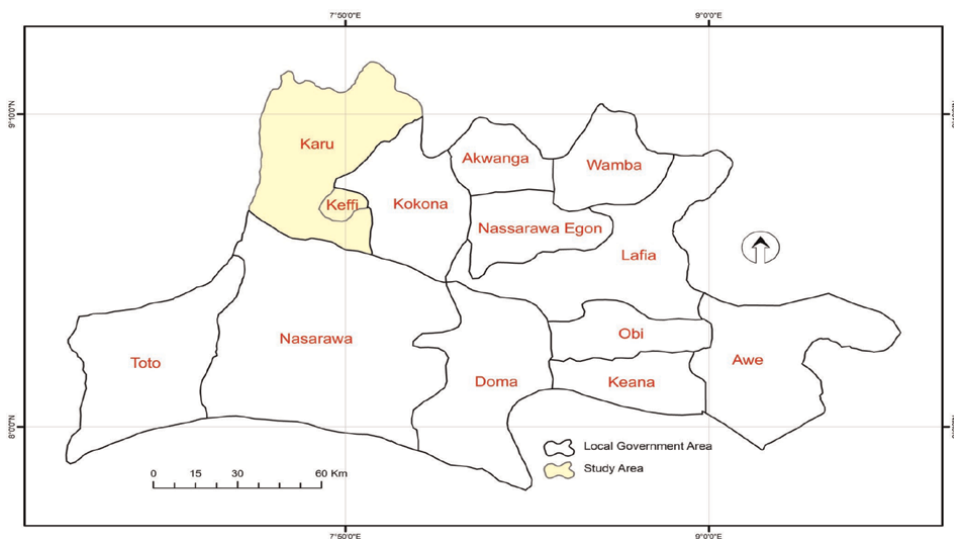 7°50'0"E
9°0'0"E
9°10'0"N
Karu
Akwanga
Wamba
Keffi
Kokona
Nassarawa Egon
Lafia
Toto
Nasarawa
Obi
Awe
Doma
Keana
8°0'0"N
Local Government Area
Study Area
0 15 30 60 Km
7°50'0"E
9°0'0"E